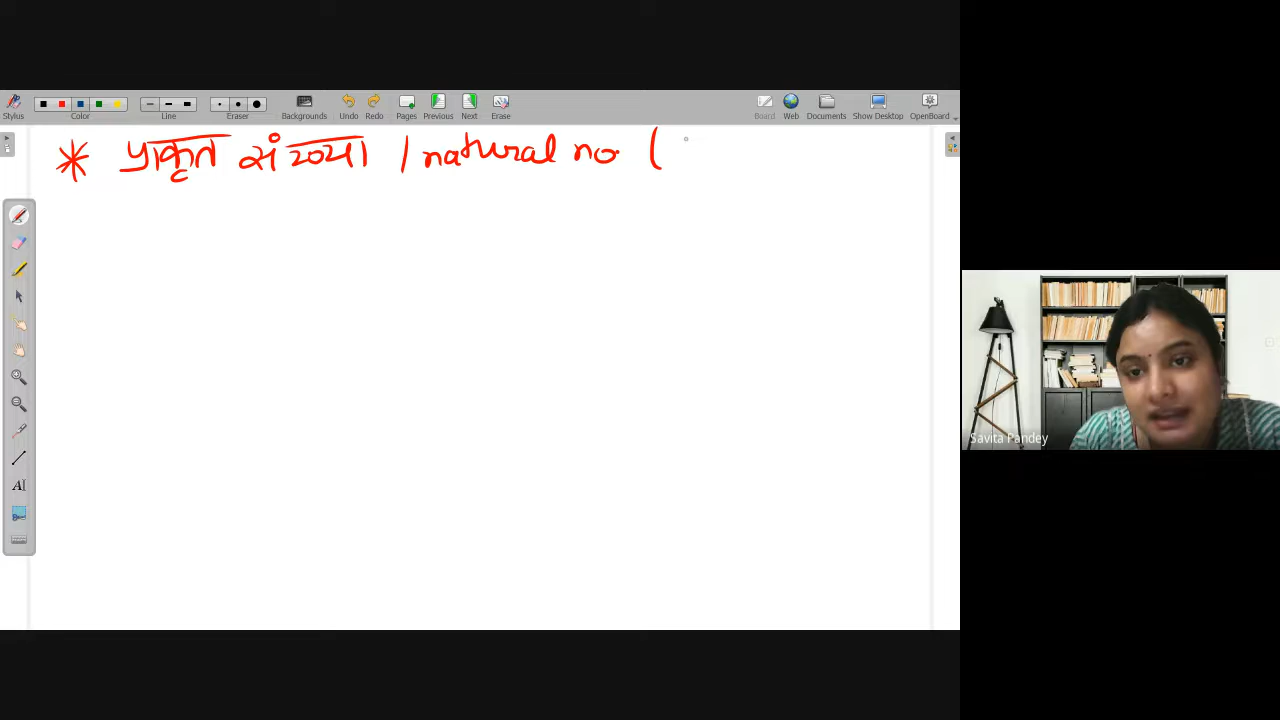 Stylus
Color
Line
Eraser
Backgrounds
Undo
Redo
Pages
Previous
Next
Erase
Board
Web
Documents
Show Desktop
OpenBoard
* प्राकृत संख्या / natural no (
Savita Pandey